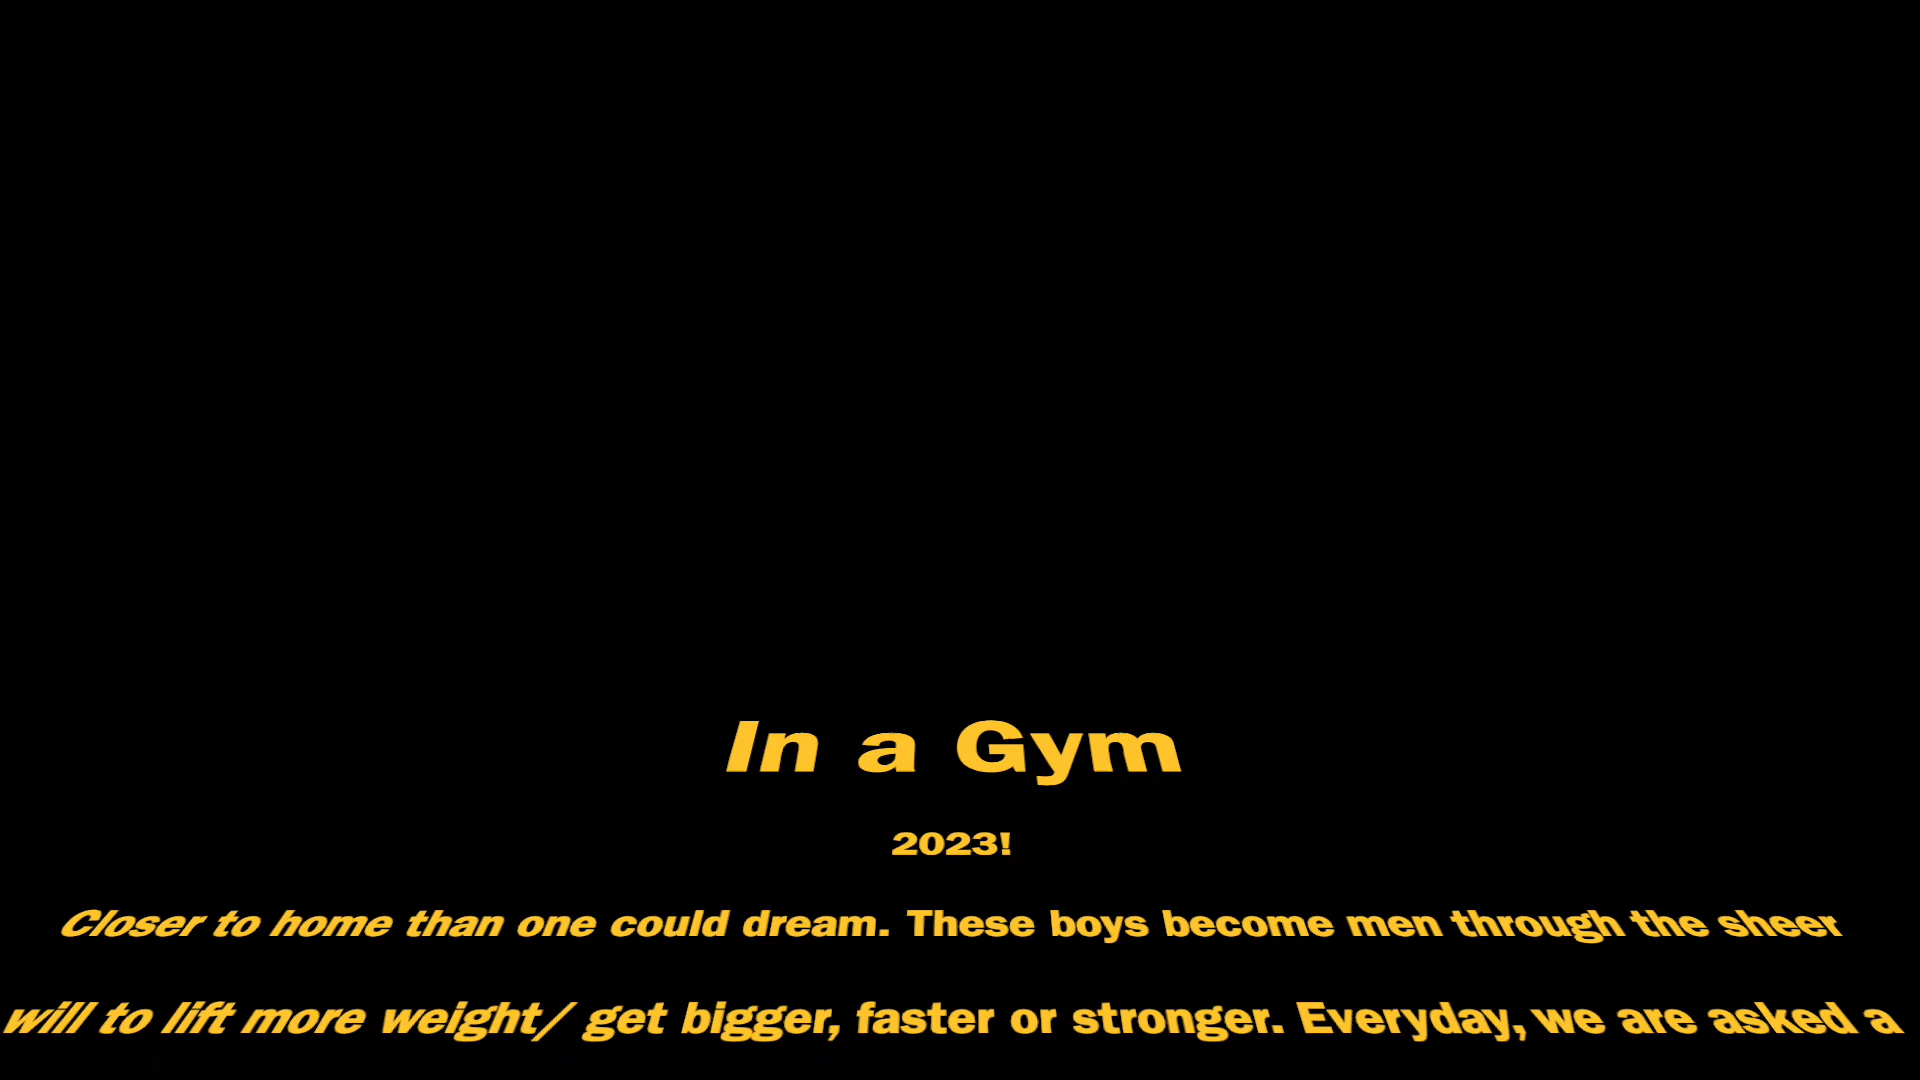 In a Gym
2023!
Closer to home than one could dream. These boys become men through the sheer
will to lift more weight/ get bigger, faster or stronger. Everyday, we are asked a